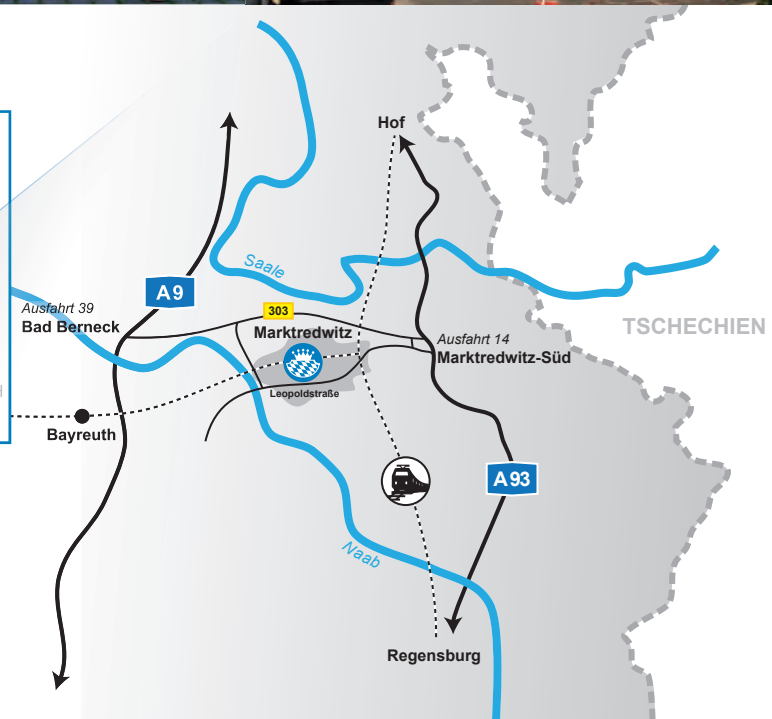 Hof
Saale
A9
Ausfahrt 39
Bad Berneck
303
Marktredwitz
TSCHECHIEN
Ausfahrt 14
Marktredwitz-Süd
Leopoldstraße
Bayreuth
A93
Naab
Regensburg